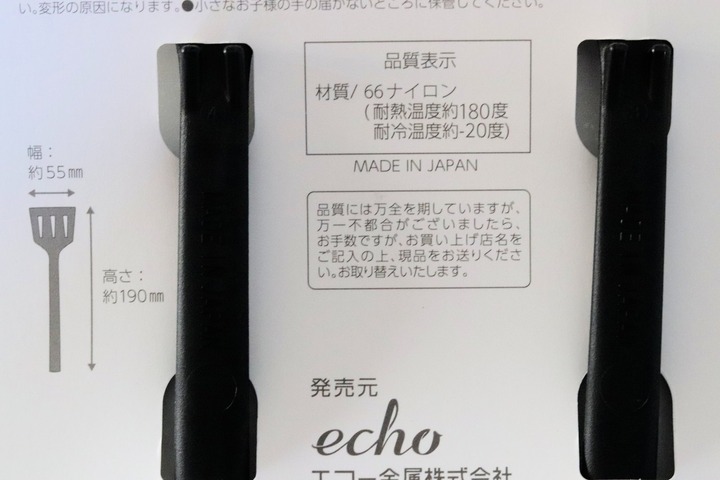 い。変形の原因になります。●小さなお子様の手の届かないところに保管してください。
品質表示
材質/66ナイロン
(耐熱温度約180度
耐冷温度約-20度)
MADE IN JAPAN
幅：
約55㎜
高さ：
約190㎜
品質には万全を期していますが、
万一不都合がございましたら、
お手数ですが、お買い上げ店名を
ご記入の上、現品をお送りくださ
い。お取り替えいたします。
発売元
echo
エコー金属株式会社